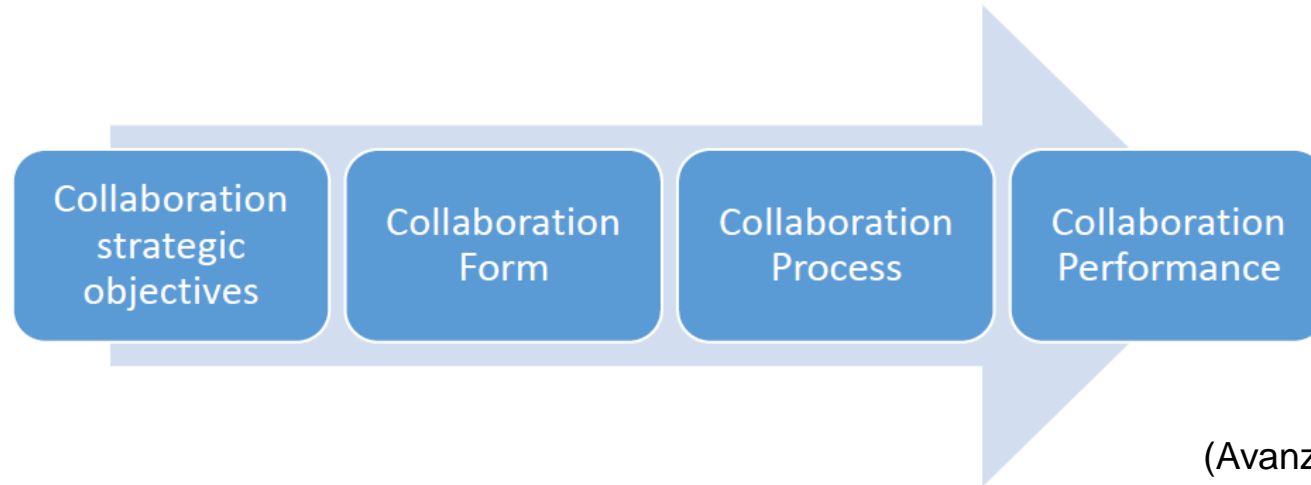 Collaboration
strategic
objectives
Collaboration
Form
Collaboration
Process
Collaboration
Performance
(Avanz